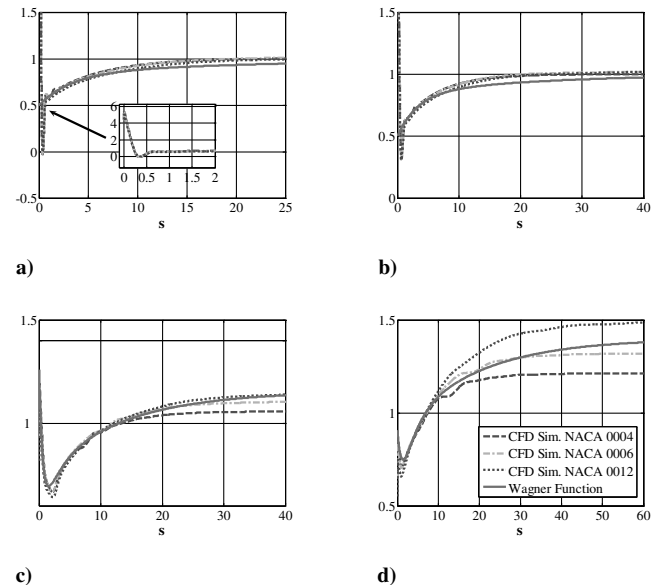 1.5
1
0.5
0
-0.5
0 5 10 15 20 25
s
6
4
2
0
0 0.5 1 1.5 2
a)
1.5
1
0.5
0
0 10 20 30 40
s
b)
1.5
1
0 10 20 30 40
s
c)
1.5
1
0.5
0 10 20 30 40 50 60
s
CFD Sim. NACA 0004
CFD Sim. NACA 0006
CFD Sim. NACA 0012
Wagner Function
d)